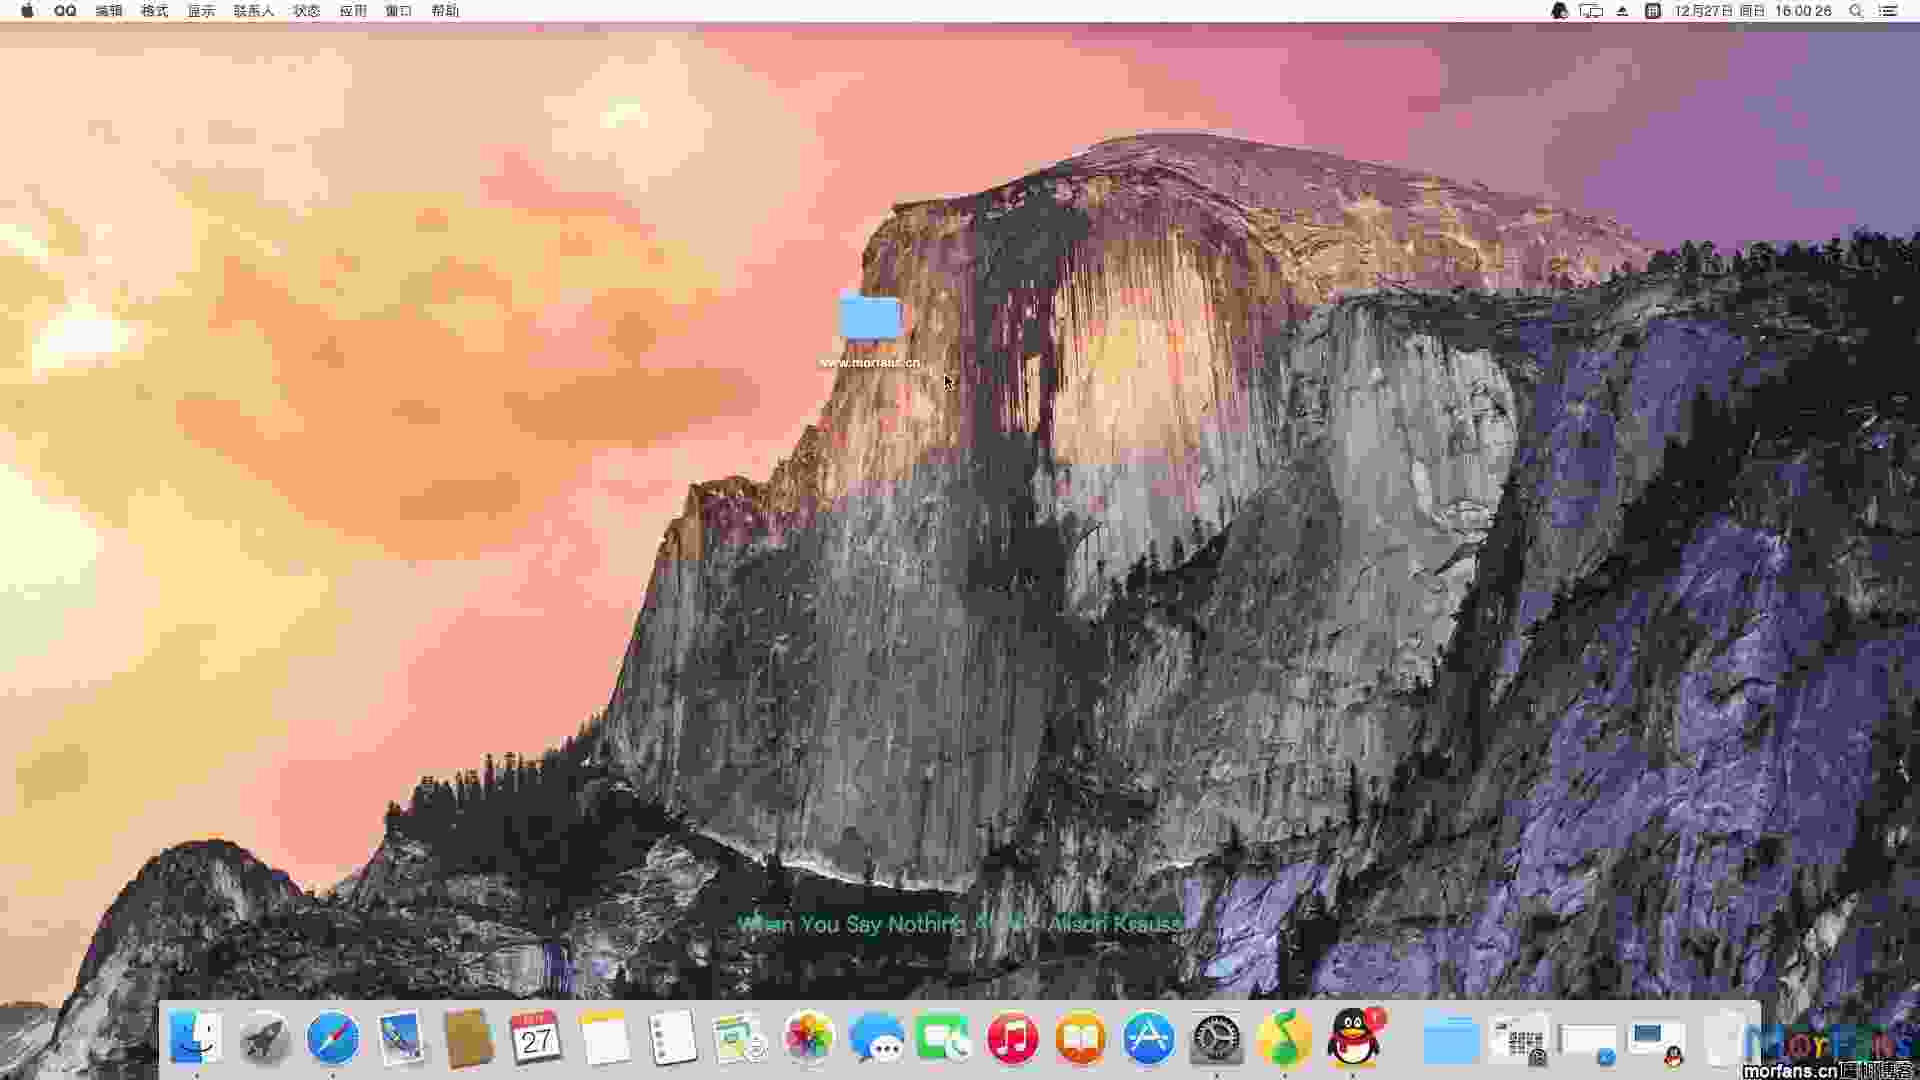 QQ 编辑 格式 显示 联系人 状态 应用 窗口 帮助
12月27日 周日 16:00:26
www.morfans.cn
When You Say Nothing At All - Alison Krauss
27
1
MORFANS
morfans.cn